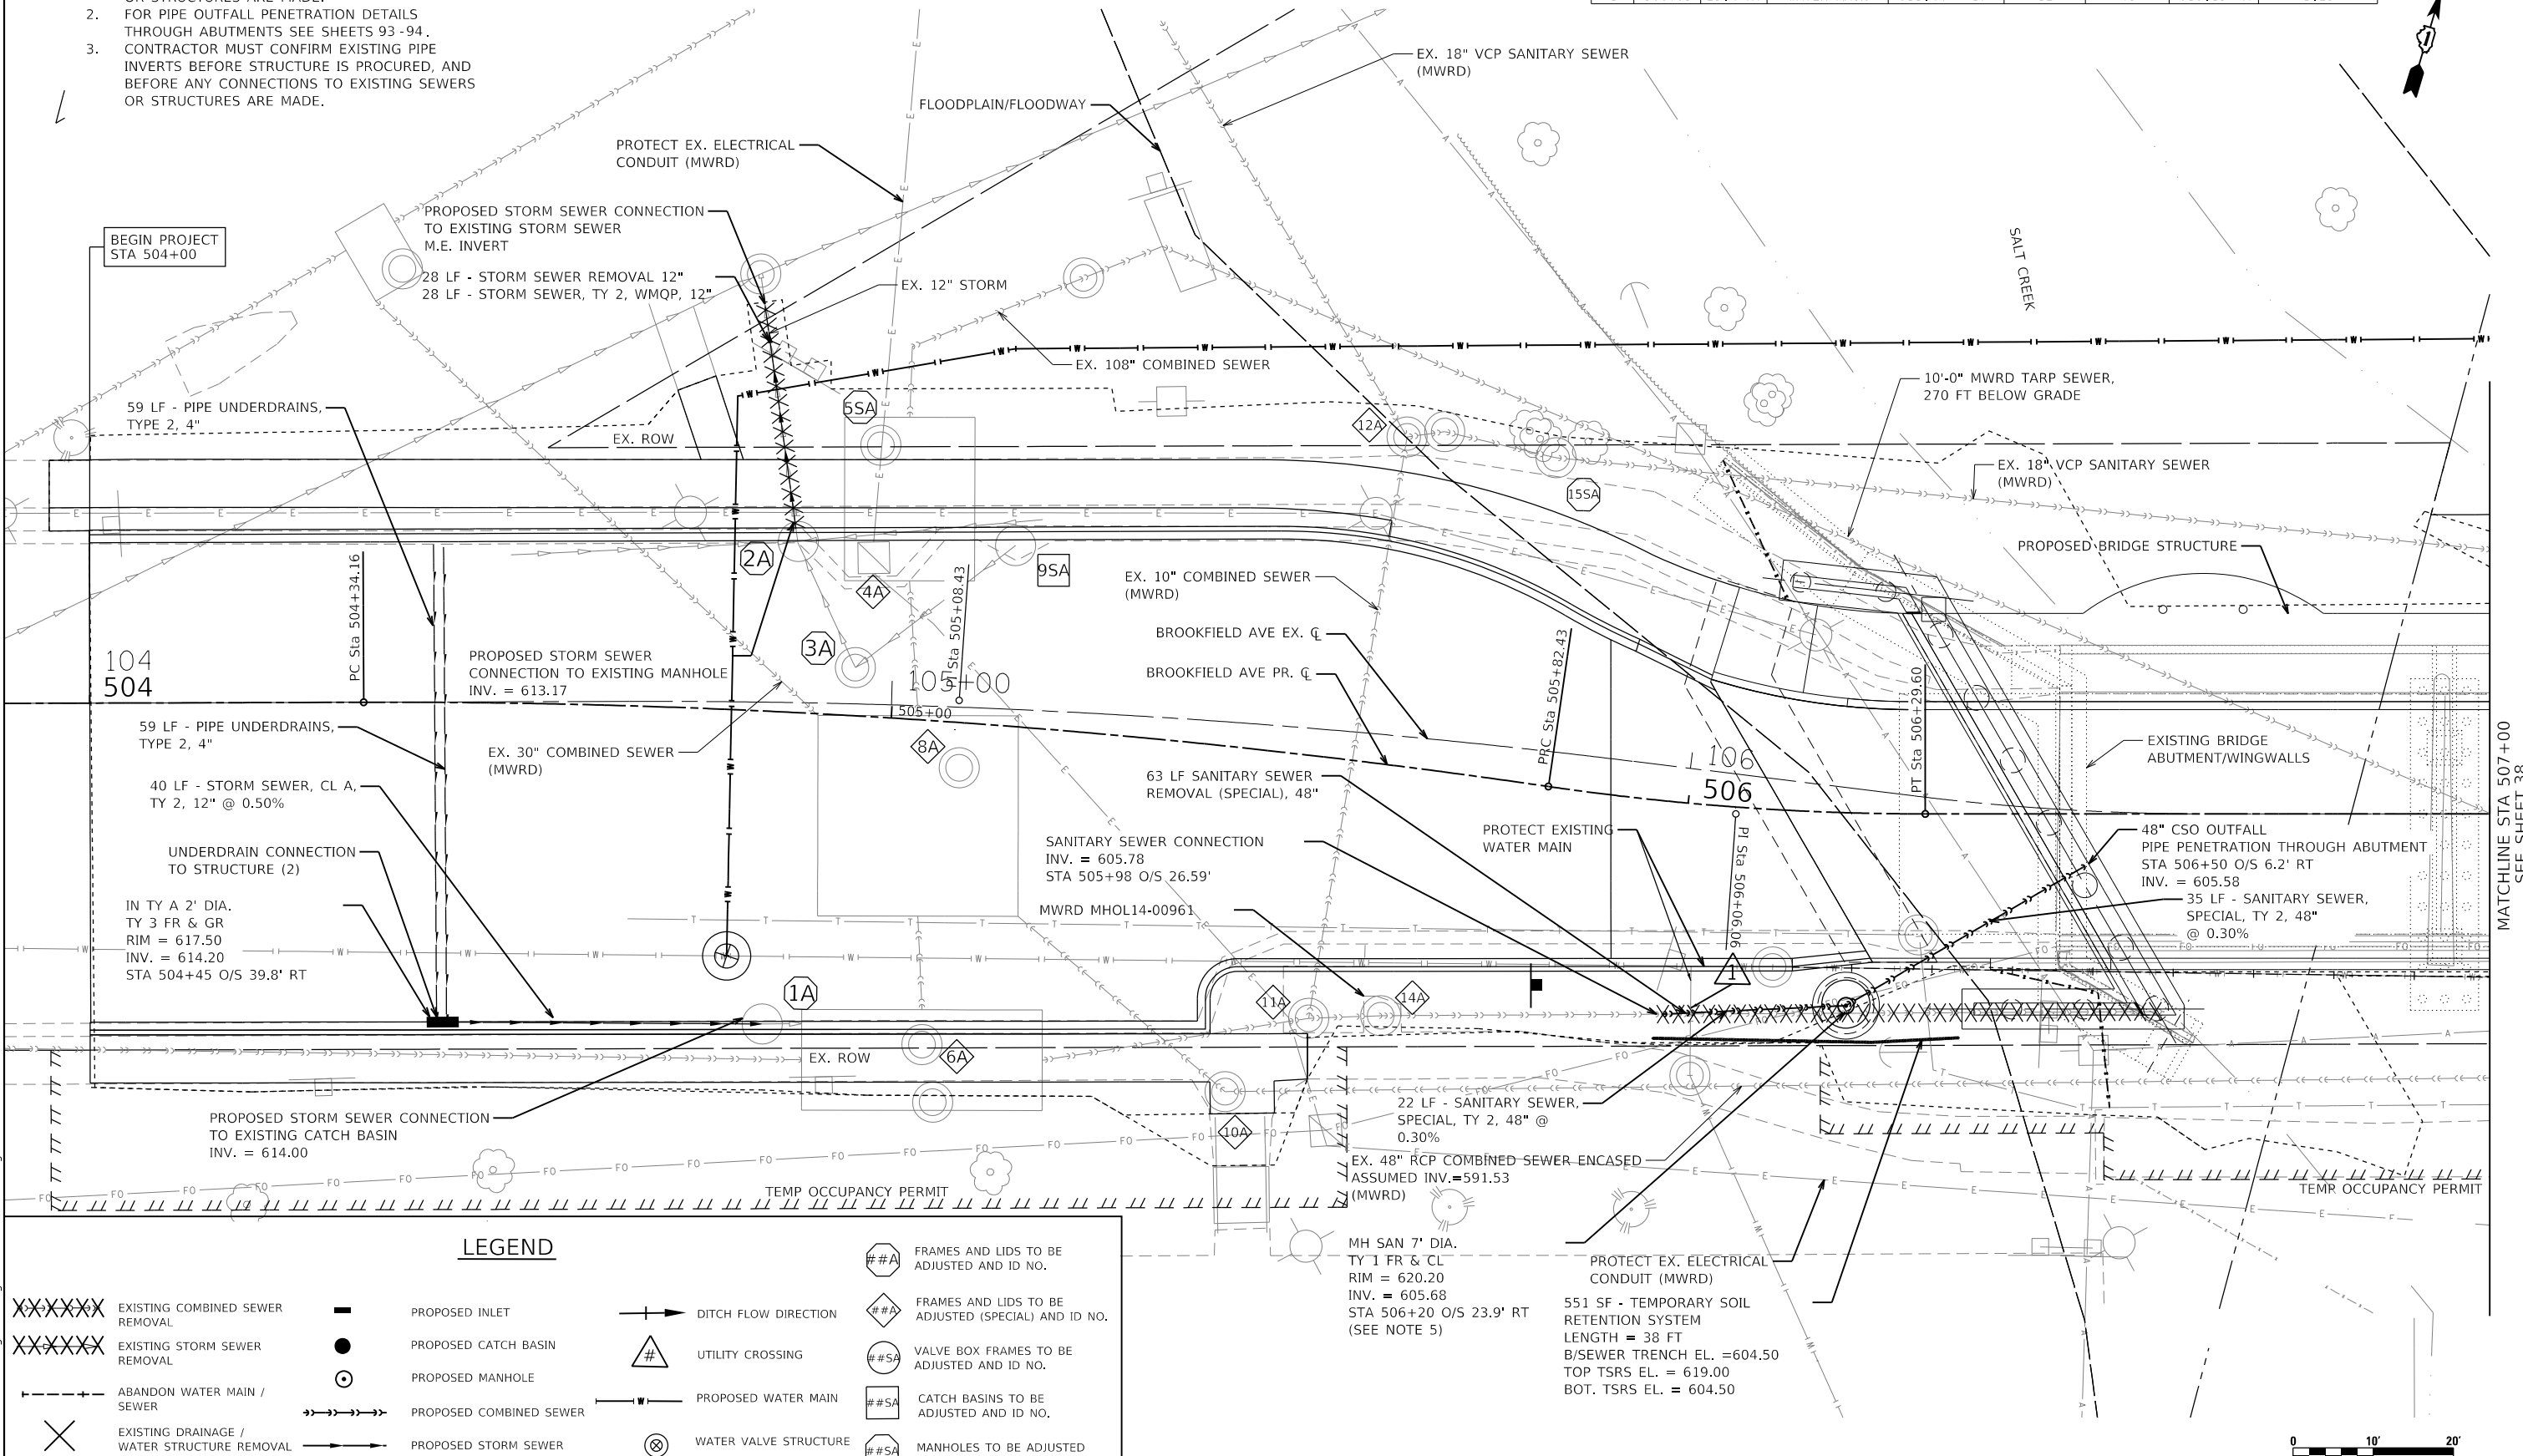 2. FOR PIPE OUTFALL PENETRATION DETAILS
THROUGH ABUTMENTS SEE SHEETS 93-94.
3. CONTRACTOR MUST CONFIRM EXISTING PIPE
INVERTS BEFORE STRUCTURE IS PROCURED, AND
BEFORE ANY CONNECTIONS TO EXISTING SEWERS
OR STRUCTURES ARE MADE.
EX. 18" VCP SANITARY SEWER
(MWRD)
FLOODPLAIN/FLOODWAY
PROTECT EX. ELECTRICAL
CONDUIT (MWRD)
PROPOSED STORM SEWER CONNECTION
TO EXISTING STORM SEWER
M.E. INVERT
BEGIN PROJECT
STA 504+00
28 LF - STORM SEWER REMOVAL 12"
28 LF - STORM SEWER, TY 2, WMQP, 12"
EX. 12" STORM
SALT CREEK
EX. 108" COMBINED SEWER
10'-0" MWRD TARP SEWER,
270 FT BELOW GRADE
59 LF - PIPE UNDERDRAINS,
TYPE 2, 4"
5SA
12A
EX. ROW
EX. 18" VCP SANITARY SEWER
(MWRD)
15SA
PROPOSED BRIDGE STRUCTURE
2A
9SA
4A
EX. 10" COMBINED SEWER
(MWRD)
PC Sta 504+34.16
PT Sta 505+08.43
3A
BROOKFIELD AVE EX. ℄
BROOKFIELD AVE PR. ℄
104
504
PROPOSED STORM SEWER
CONNECTION TO EXISTING MANHOLE
INV. = 613.17
105+00
505+00
PRC Sta 505+82.43
PT Sta 506+29.60
59 LF - PIPE UNDERDRAINS,
TYPE 2, 4"
EX. 30" COMBINED SEWER
(MWRD)
8A
106
506
EXISTING BRIDGE
ABUTMENT/WINGWALLS
MATCHLINE STA 507+00
SEE SHEET 38
40 LF - STORM SEWER, CL A,
TY 2, 12" @ 0.50%
63 LF SANITARY SEWER
REMOVAL (SPECIAL), 48"
SANITARY SEWER CONNECTION
INV. = 605.78
STA 505+98 O/S 26.59'
PROTECT EXISTING
WATER MAIN
PI Sta 506+06.06
48" CSO OUTFALL
PIPE PENETRATION THROUGH ABUTMENT
STA 506+50 O/S 6.2' RT
INV. = 605.58
35 LF - SANITARY SEWER,
SPECIAL, TY 2, 48"
@ 0.30%
UNDERDRAIN CONNECTION
TO STRUCTURE (2)
IN TY A 2' DIA.
TY 3 FR & GR
RIM = 617.50
INV. = 614.20
STA 504+45 O/S 39.8' RT
MWRD MHOL14-00961
1
1A
11A
14A
6A
EX. ROW
10A
PROPOSED STORM SEWER CONNECTION
TO EXISTING CATCH BASIN
INV. = 614.00
22 LF - SANITARY SEWER,
SPECIAL, TY 2, 48" @
0.30%
EX. 48" RCP COMBINED SEWER ENCASED
ASSUMED INV.=591.53
(MWRD)
TEMP OCCUPANCY PERMIT
TEMP OCCUPANCY PERMIT
MH SAN 7' DIA.
TY 1 FR & CL
RIM = 620.20
INV. = 605.68
STA 506+20 O/S 23.9' RT
(SEE NOTE 5)
PROTECT EX. ELECTRICAL
CONDUIT (MWRD)
551 SF - TEMPORARY SOIL
RETENTION SYSTEM
LENGTH = 38 FT
B/SEWER TRENCH EL. =604.50
TOP TSRS EL. = 619.00
BOT. TSRS EL. = 604.50
LEGEND
EXISTING COMBINED SEWER
REMOVAL
EXISTING STORM SEWER
REMOVAL
ABANDON WATER MAIN /
SEWER
EXISTING DRAINAGE /
WATER STRUCTURE REMOVAL
PROPOSED INLET
PROPOSED CATCH BASIN
PROPOSED MANHOLE
PROPOSED COMBINED SEWER
PROPOSED STORM SEWER
DITCH FLOW DIRECTION
# UTILITY CROSSING
W PROPOSED WATER MAIN
WATER VALVE STRUCTURE
##A FRAMES AND LIDS TO BE
ADJUSTED AND ID NO.
##A FRAMES AND LIDS TO BE
ADJUSTED (SPECIAL) AND ID NO.
##SA VALVE BOX FRAMES TO BE
ADJUSTED AND ID NO.
##SA CATCH BASINS TO BE
ADJUSTED AND ID NO.
##SA MANHOLES TO BE ADJUSTED
0 10' 20'